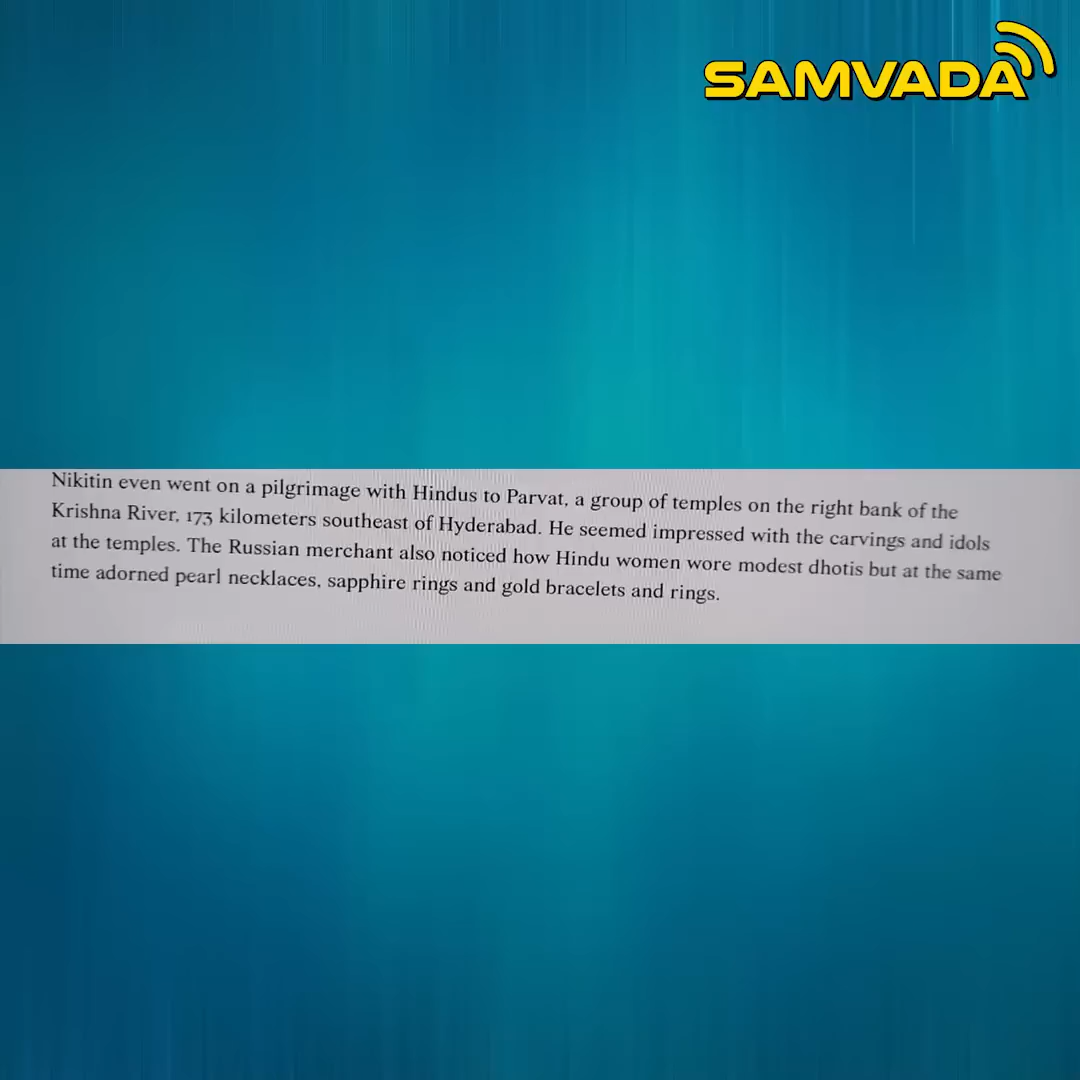 SAMVADA
Nikitin even went on a pilgrimage with Hindus to Parvat, a group of temples on the right bank of the
Krishna River, 173 kilometers southeast of Hyderabad. He seemed impressed with the carvings and idols
at the temples. The Russian merchant also noticed how Hindu women wore modest dhotis but at the same
time adorned pearl necklaces, sapphire rings and gold bracelets and rings.